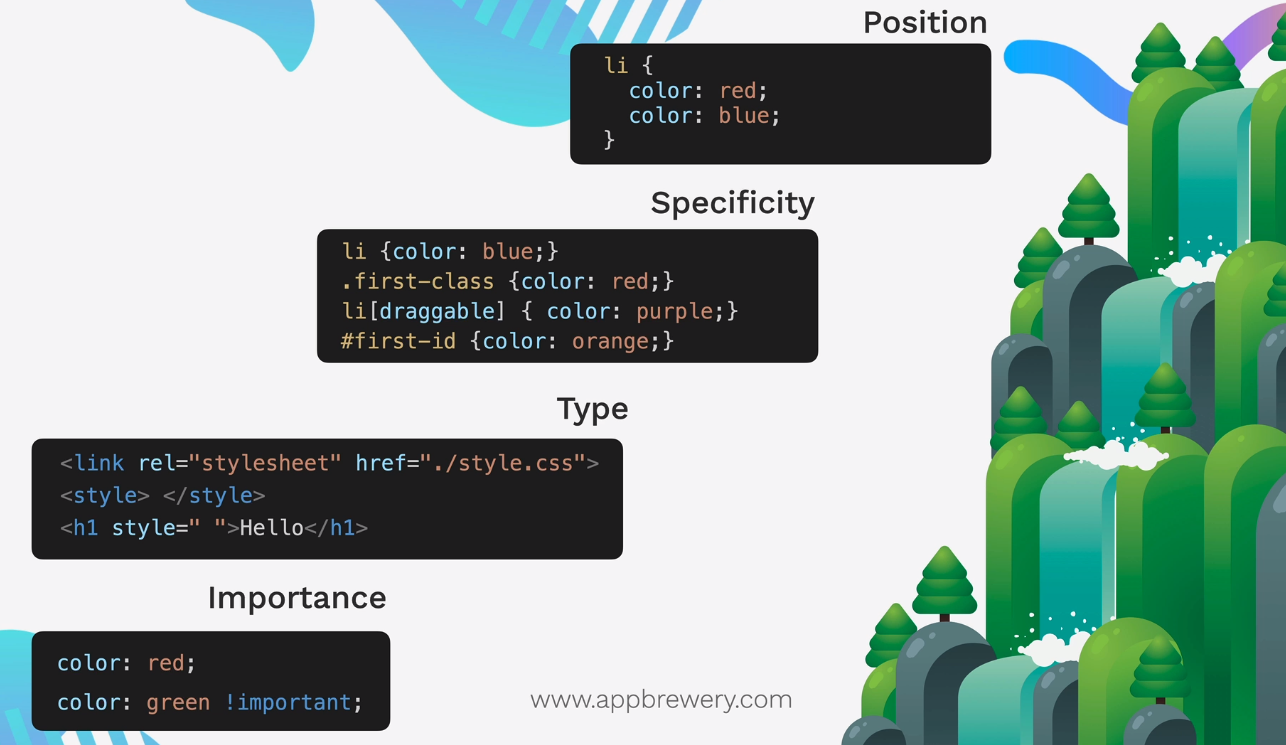 Position
li {
  color: red;
  color: blue;
}
Specificity
li {color: blue;}
.first-class {color: red;}
li[draggable] { color: purple;}
#first-id {color: orange;}
Type
<link rel="stylesheet" href="./style.css">
<style> </style>
<h1 style=" ">Hello</h1>
Importance
color: red;
color: green !important;
www.appbrewery.com